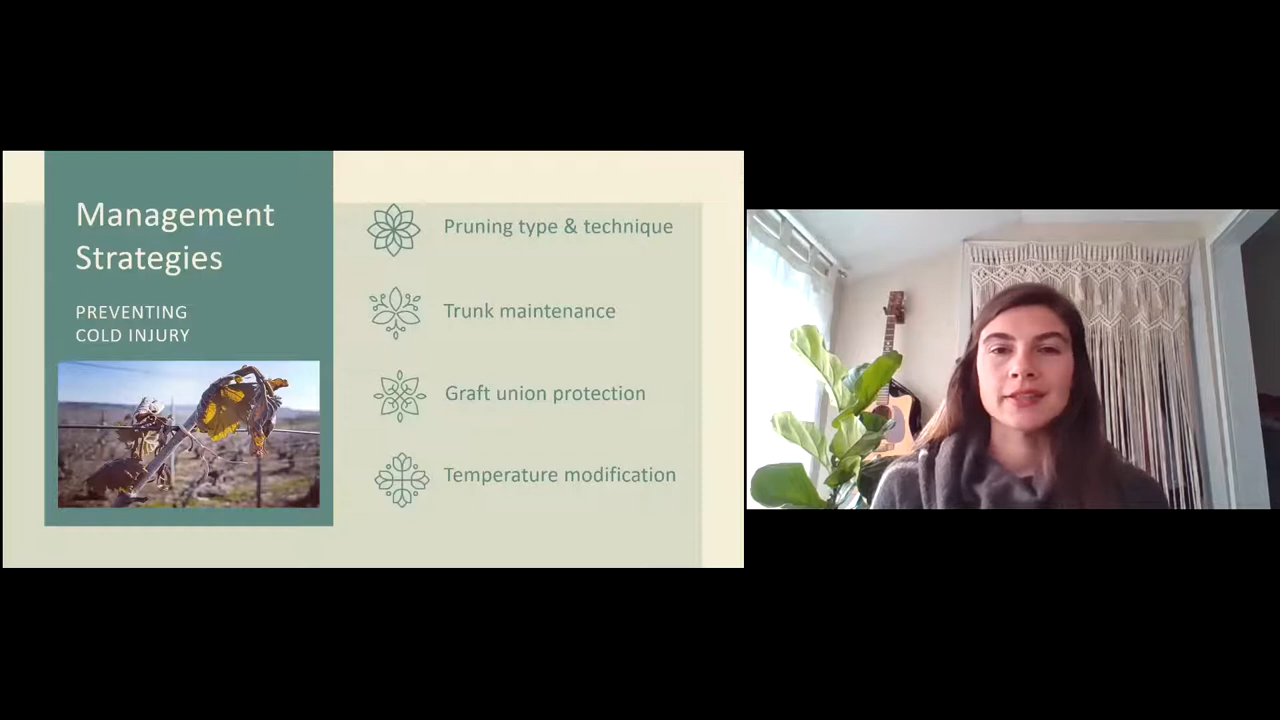 Management
Strategies
PREVENTING
COLD INJURY
Pruning type & technique
Trunk maintenance
Graft union protection
Temperature modification